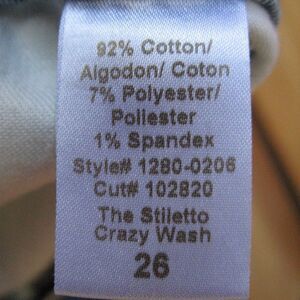 92% Cotton/
Algodon/ Coton
7% Polyester/
Poliester
1% Spandex
Style# 1280-0206
Cut# 102820
The Stiletto
Crazy Wash
26